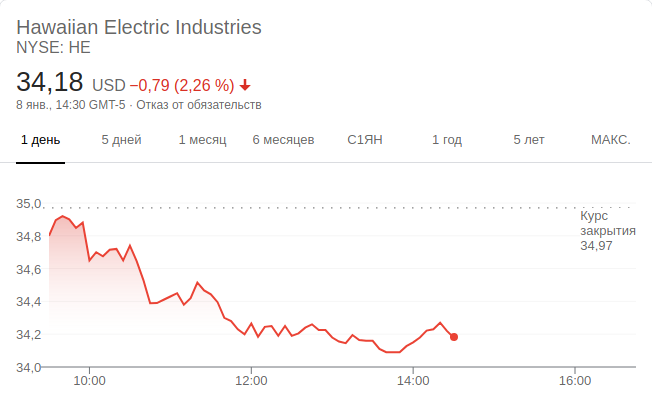 Hawaiian Electric Industries
NYSE: HE
34,18 USD −0,79 (2,26 %)
8 янв., 14:30 GMT-5 · Отказ от обязательств
1 день 5 дней 1 месяц 6 месяцев С1ЯН 1 год 5 лет МАКС.
35,0
Курс
закрытия
34,97
34,8
34,6
34,4
34,2
34,0
10:00 12:00 14:00 16:00